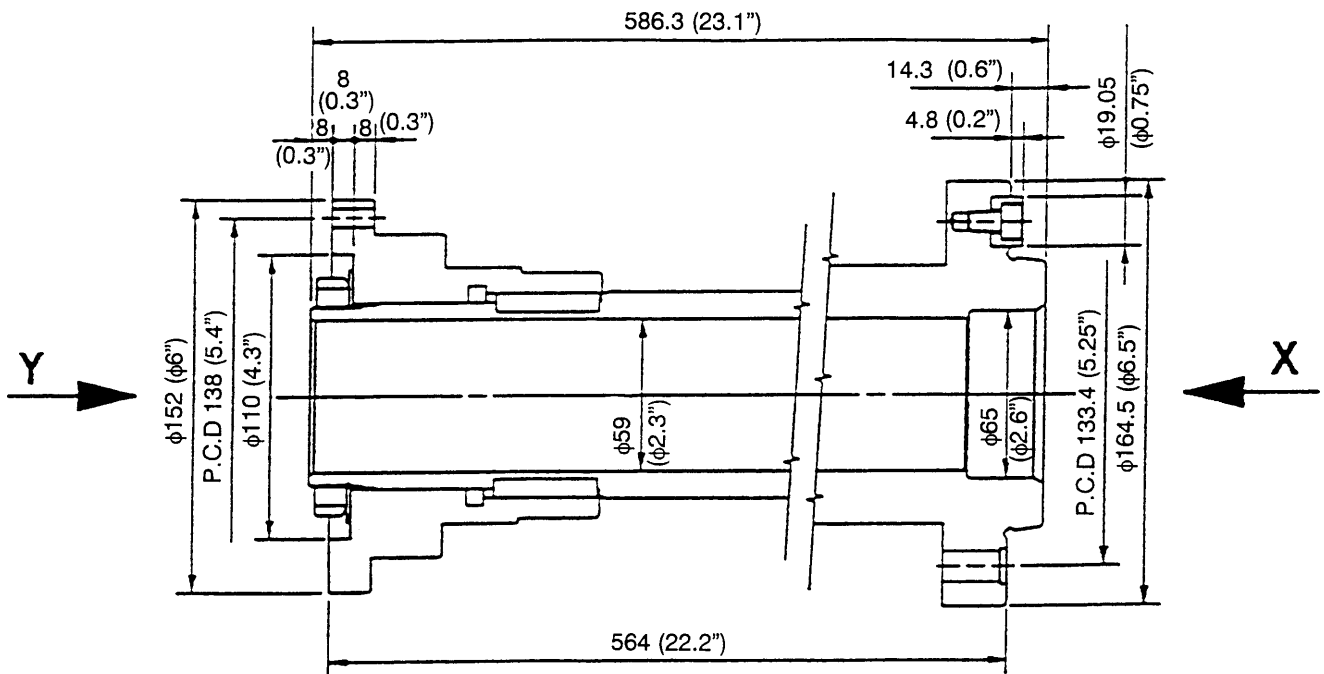 586.3 (23.1")
14.3 (0.6")
8
(0.3")
8
8
(0.3")
(0.3")
4.8 (0.2")
ϕ19.05
(ϕ0.75")
Y
X
ϕ152 (ϕ6")
P.C.D 138 (5.4")
ϕ110 (4.3")
ϕ59
(ϕ2.3")
ϕ65
(ϕ2.6")
P.C.D 133.4 (5.25")
ϕ164.5 (ϕ6.5")
564 (22.2")